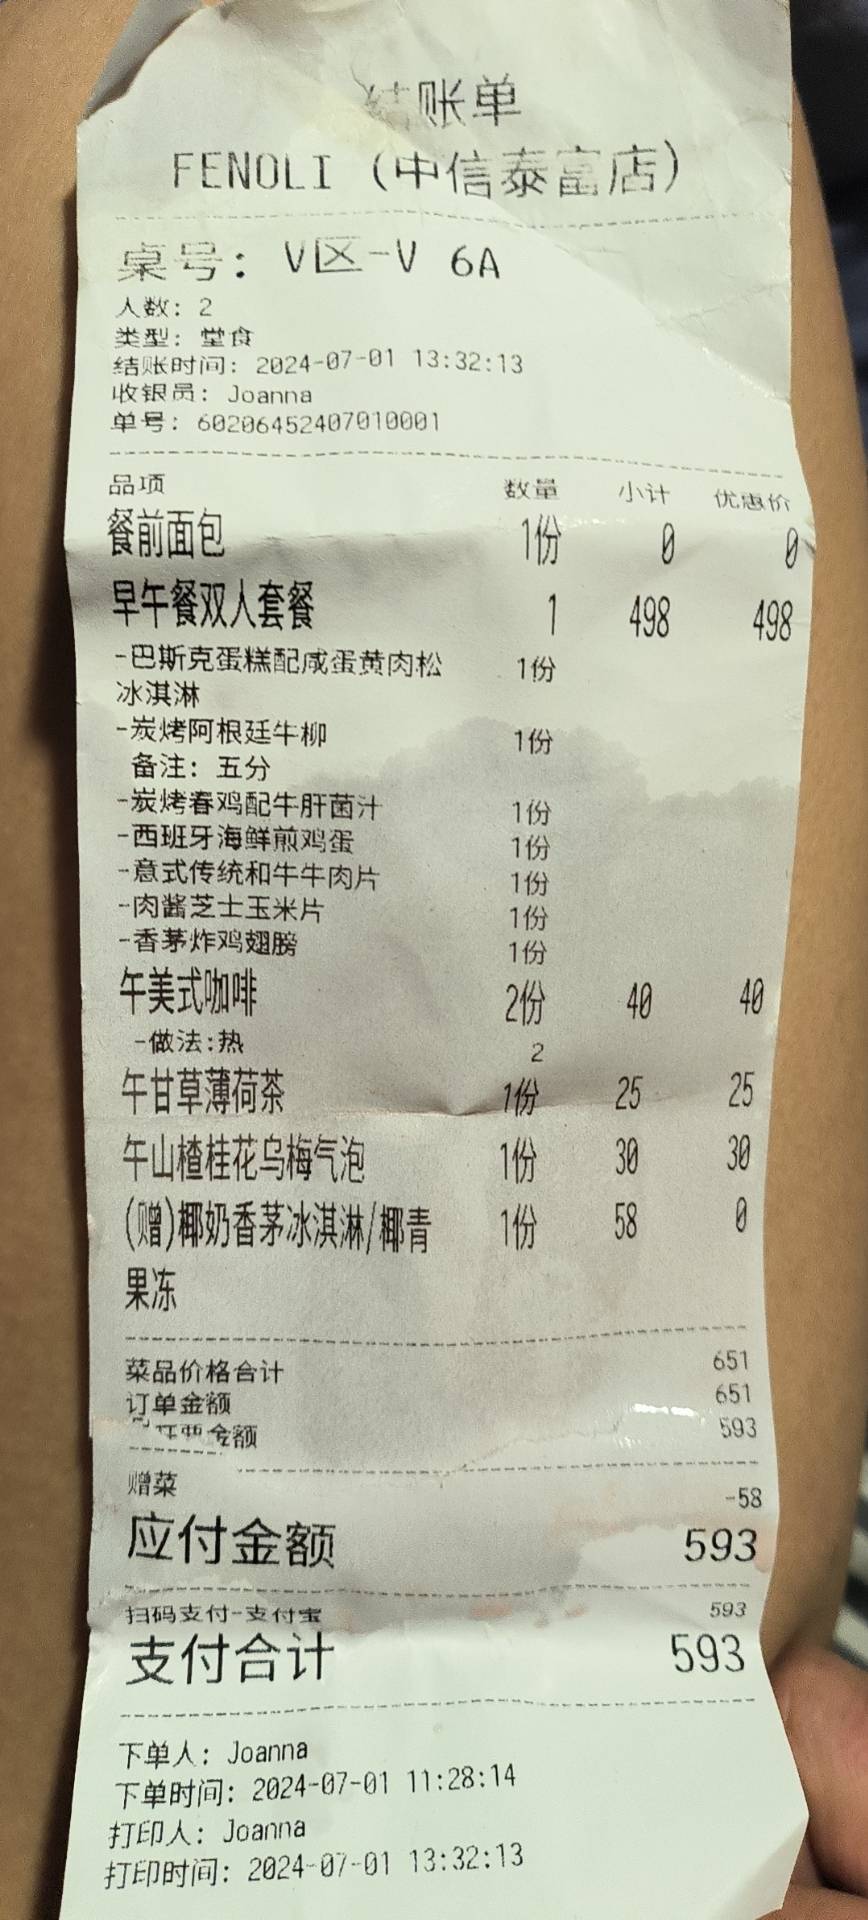 结账单
FENOLI (中信泰富店)
桌号: V区-V 6A
人数: 2
类型: 堂食
结账时间: 2024-07-01 13:32:13
收银员: Joanna
单号: 60206452407010001
品项 数量 小计 优惠价
餐前面包 1份 0 0
早午餐双人套餐 1 498 498
-巴斯克蛋糕配咸蛋黄肉松 1份
冰淇淋
-炭烤阿根廷牛柳 1份
备注: 五分
-炭烤春鸡配牛肝菌汁 1份
-西班牙海鲜煎鸡蛋 1份
-意式传统和牛牛肉片 1份
-肉酱芝士玉米片 1份
-香茅炸鸡翅膀 1份
午美式咖啡 2份 40 40
-做法:热 2
午甘草薄荷茶 1份 25 25
午山楂桂花乌梅气泡 1份 30 30
(赠)椰奶香茅冰淇淋/椰青 1份 58 0
果冻
菜品价格合计 651
订单金额 651
金额 593
赠菜 -58
应付金额 593
扫码支付-支付宝 593
支付合计 593
下单人: Joanna
下单时间: 2024-07-01 11:28:14
打印人: Joanna
打印时间: 2024-07-01 13:32:13